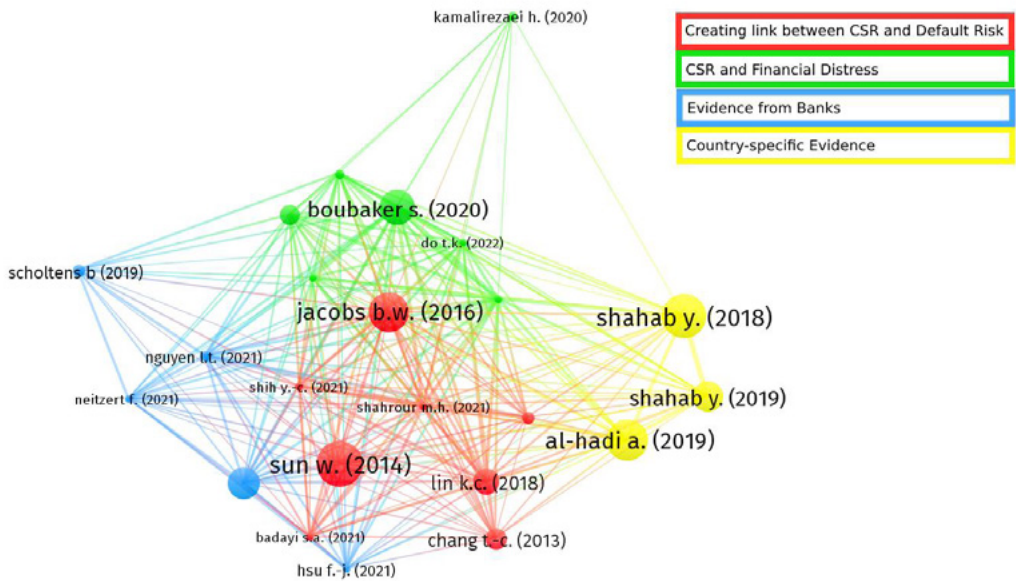 kamalirezaei h. (2020)
Creating link between CSR and Default Risk
CSR and Financial Distress
Evidence from Banks
Country-specific Evidence
boubaker s. (2020)
do t.k. (2022)
scholtens b (2019)
jacobs b.w. (2016)
shahab y. (2018)
nguyen l.t. (2021)
shih y.-c. (2021)
neitzert f. (2021)
shahrour m.h. (2021)
shahab y. (2019)
al-hadi a. (2019)
sun w. (2014)
lin k.c. (2018)
badayi s.a. (2021)
chang t.-c. (2013)
hsu f.-j. (2021)